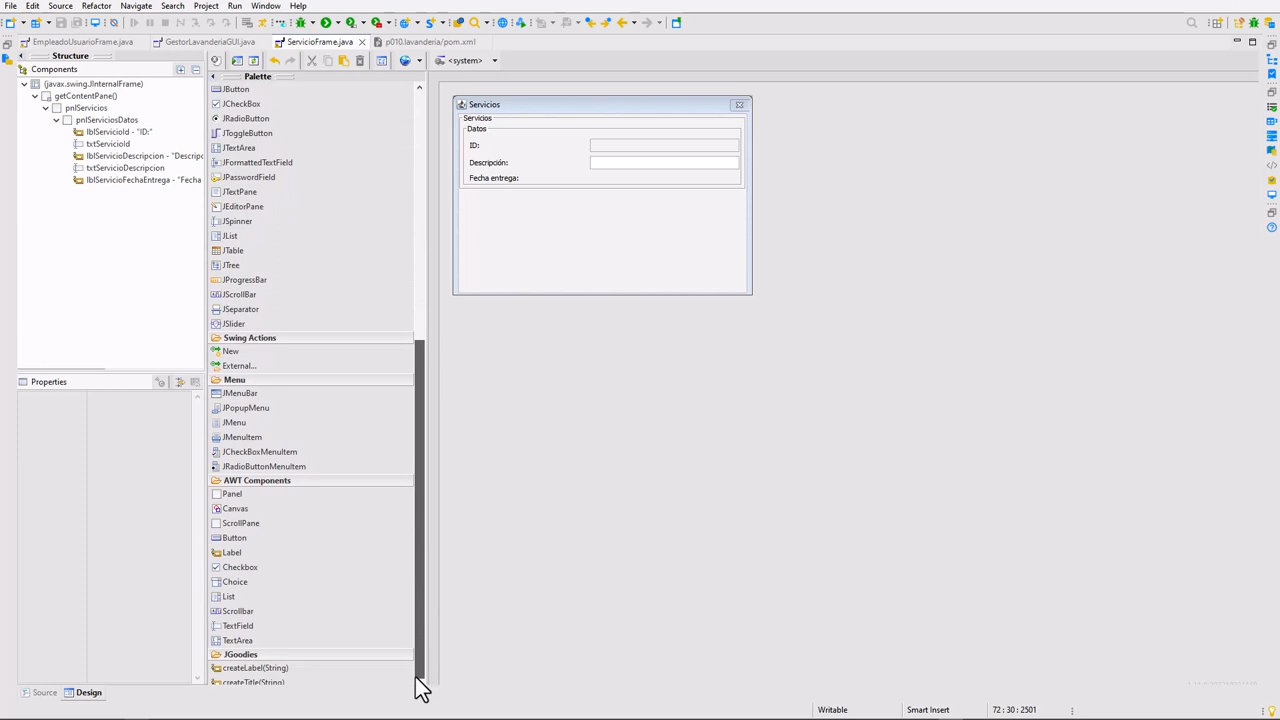 File Edit Source Refactor Navigate Search Project Run Window Help
EmpleadoUsuarioFrame.java GestorLavanderiaGUI.java ServicioFrame.java p010.lavanderia/pom.xml
Structure
Components
(javax.swing.JInternalFrame)
getContentPane()
pnlServicios
pnlServiciosDatos
lblServicioId - "ID:"
txtServicioId
lblServicioDescripcion - "Descripc
txtServicioDescripcion
lblServicioFechaEntrega - "Fecha
Properties
Source Design
<system>
Palette
JButton
JCheckBox
JRadioButton
JToggleButton
JTextArea
JFormattedTextField
JPasswordField
JTextPane
JEditorPane
JSpinner
JList
JTable
JTree
JProgressBar
JScrollBar
JSeparator
JSlider
Swing Actions
New
External...
Menu
JMenuBar
JPopupMenu
JMenu
JMenuItem
JCheckBoxMenuItem
JRadioButtonMenuItem
AWT Components
Panel
Canvas
ScrollPane
Button
Label
Checkbox
Choice
List
Scrollbar
TextField
TextArea
JGoodies
createLabel(String)
createTitle(String)
Servicios
Servicios
Datos
ID:
Descripción:
Fecha entrega:
Writable Smart Insert 72 : 30 : 2501